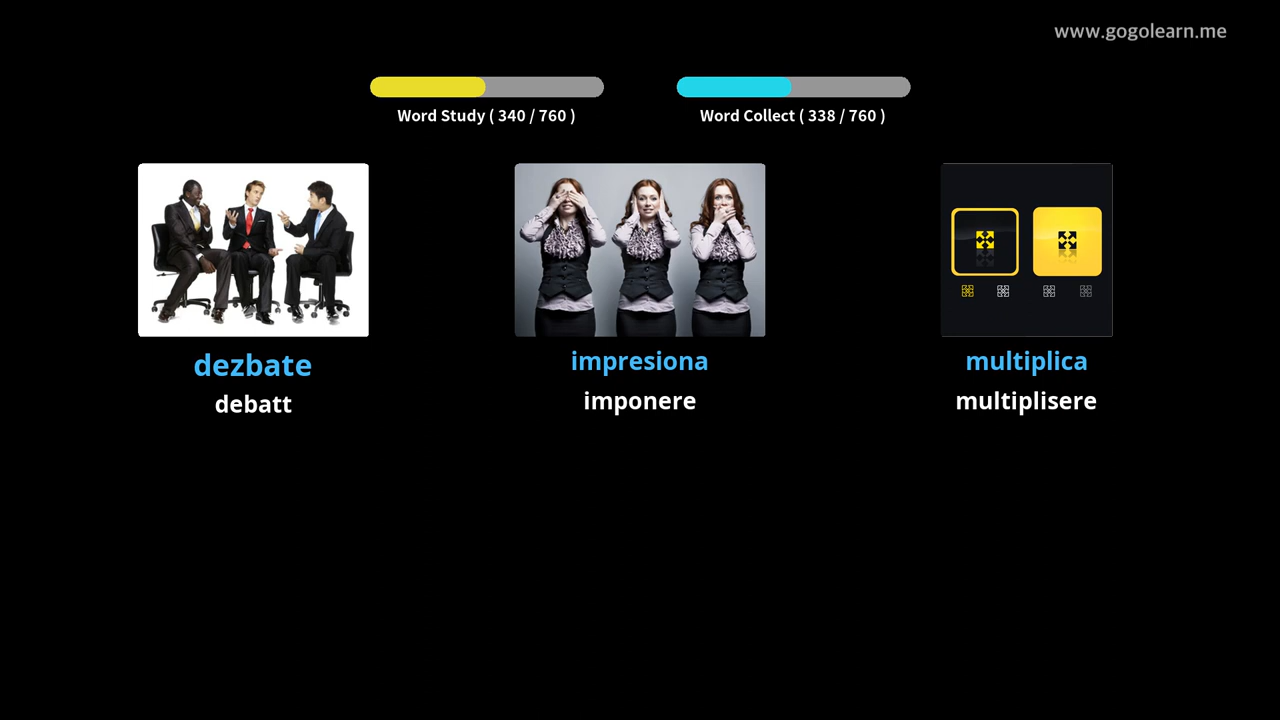 www.gogolearn.me
Word Study ( 340 / 760 )
Word Collect ( 338 / 760 )
dezbate
debatt
impresiona
imponere
multiplica
multiplisere